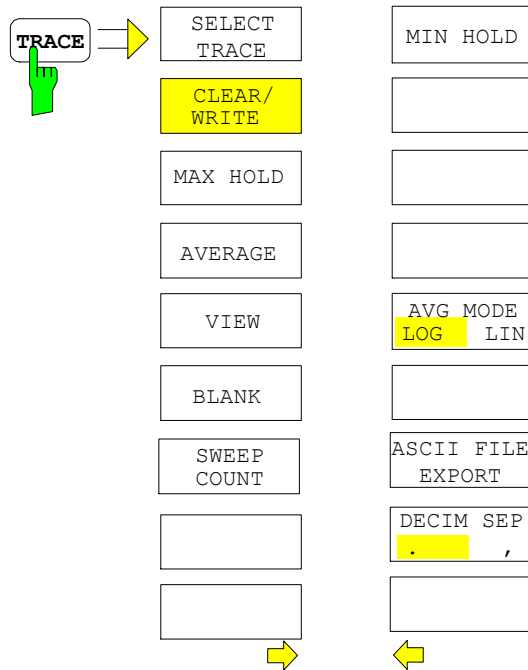 TRACE
SELECT
TRACE
CLEAR/
WRITE
MAX HOLD
AVERAGE
VIEW
BLANK
SWEEP
COUNT
MIN HOLD
AVG MODE
LOG LIN
ASCII FILE
EXPORT
DECIM SEP
. ,